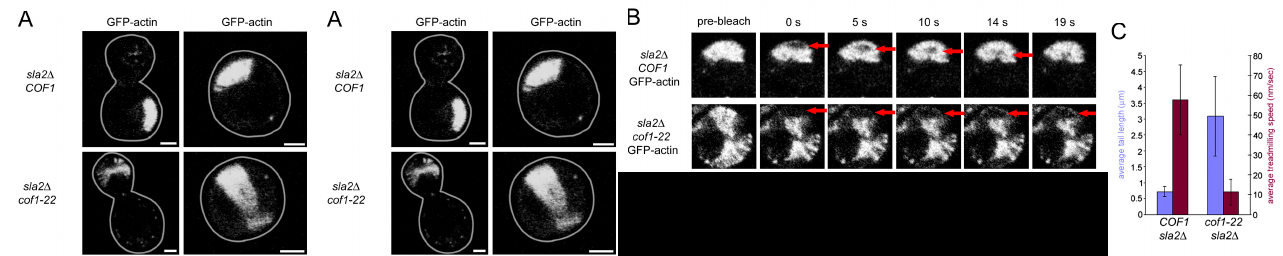 A
GFP-actin GFP-actin
sla2Δ
COF1
sla2Δ
cof1-22
A
GFP-actin GFP-actin
sla2Δ
COF1
sla2Δ
cof1-22
B
pre-bleach 0 s 5 s 10 s 14 s 19 s
sla2Δ
COF1
GFP-actin
sla2Δ
cof1-22
GFP-actin
C
average tail length (μm)
5
4.5
4
3.5
3
2.5
2
1.5
1
0.5
0
80
70
60
50
40
30
20
10
0
average treadmilling speed (nm/sec)
COF1 cof1-22
sla2Δ sla2Δ